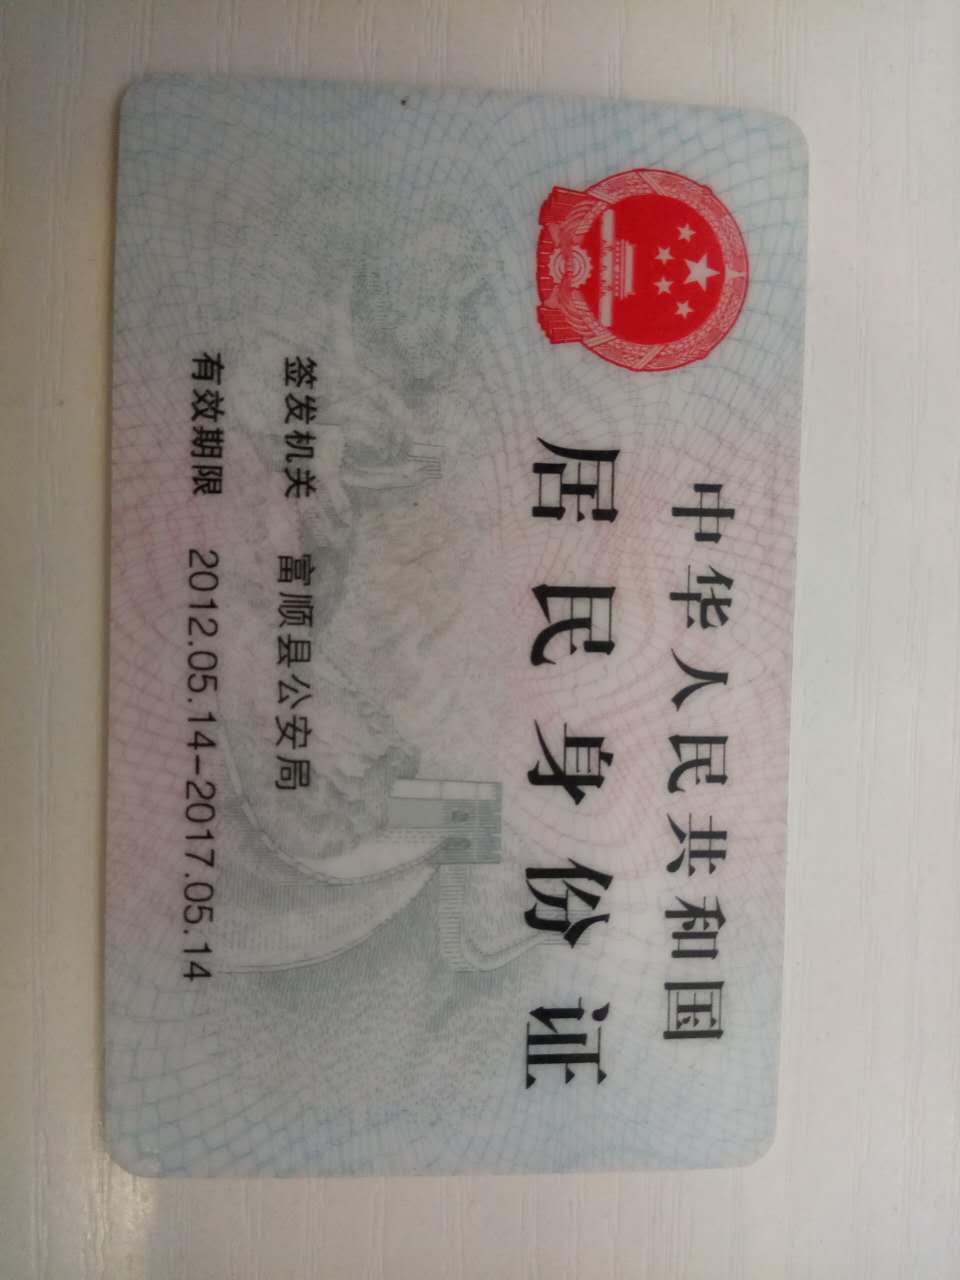 中华人民共和国
居民身份证
签发机关 富顺县公安局
有效期限 2012.05.14-2017.05.14